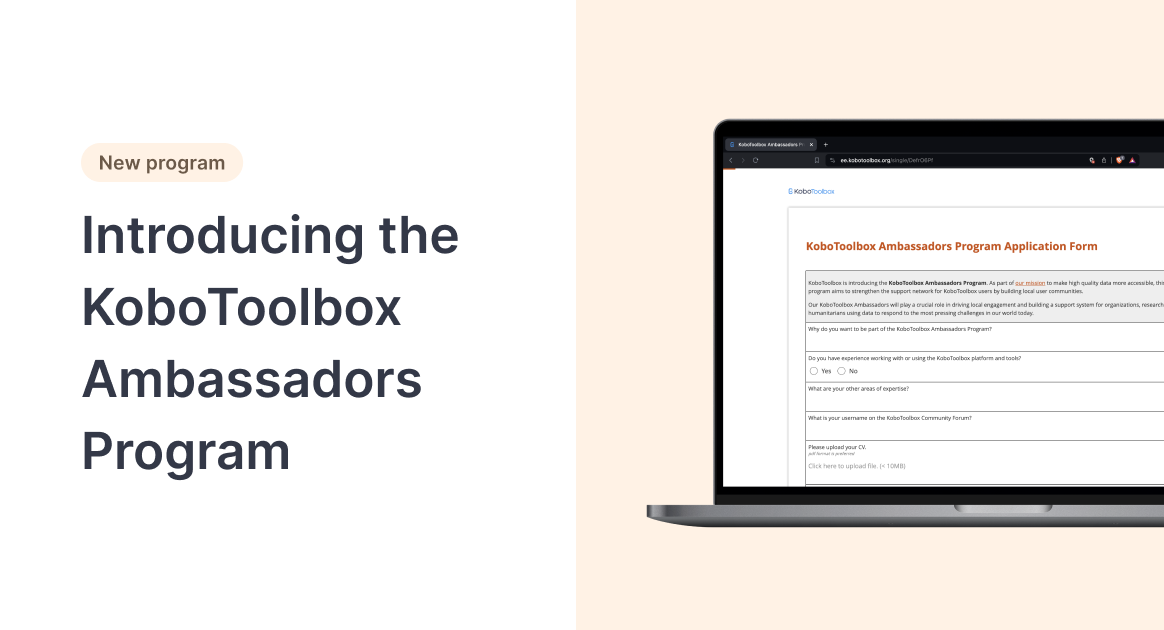 New program
Introducing the
KoboToolbox
Ambassadors
Program
KoboToolbox Ambassadors Pr
ee.kobotoolbox.org/single/
KoboToolbox
KoboToolbox Ambassadors Program Application Form
KoboToolbox is introducing the KoboToolbox Ambassadors Program. As part of our mission to make high quality data more accessible, this
program aims to strengthen the support network for KoboToolbox users by building local user communities.
Our KoboToolbox Ambassadors will play a crucial role in driving local engagement and building a support system for organizations, research
humanitarians using data to respond to the most pressing challenges in our world today.
Why do you want to be part of the KoboToolbox Ambassadors Program?
Do you have experience working with or using the KoboToolbox platform and tools?
Yes No
What are your other areas of expertise?
What is your username on the KoboToolbox Community Forum?
Please upload your CV.
pdf format is preferred
Click here to upload file. (< 10MB)